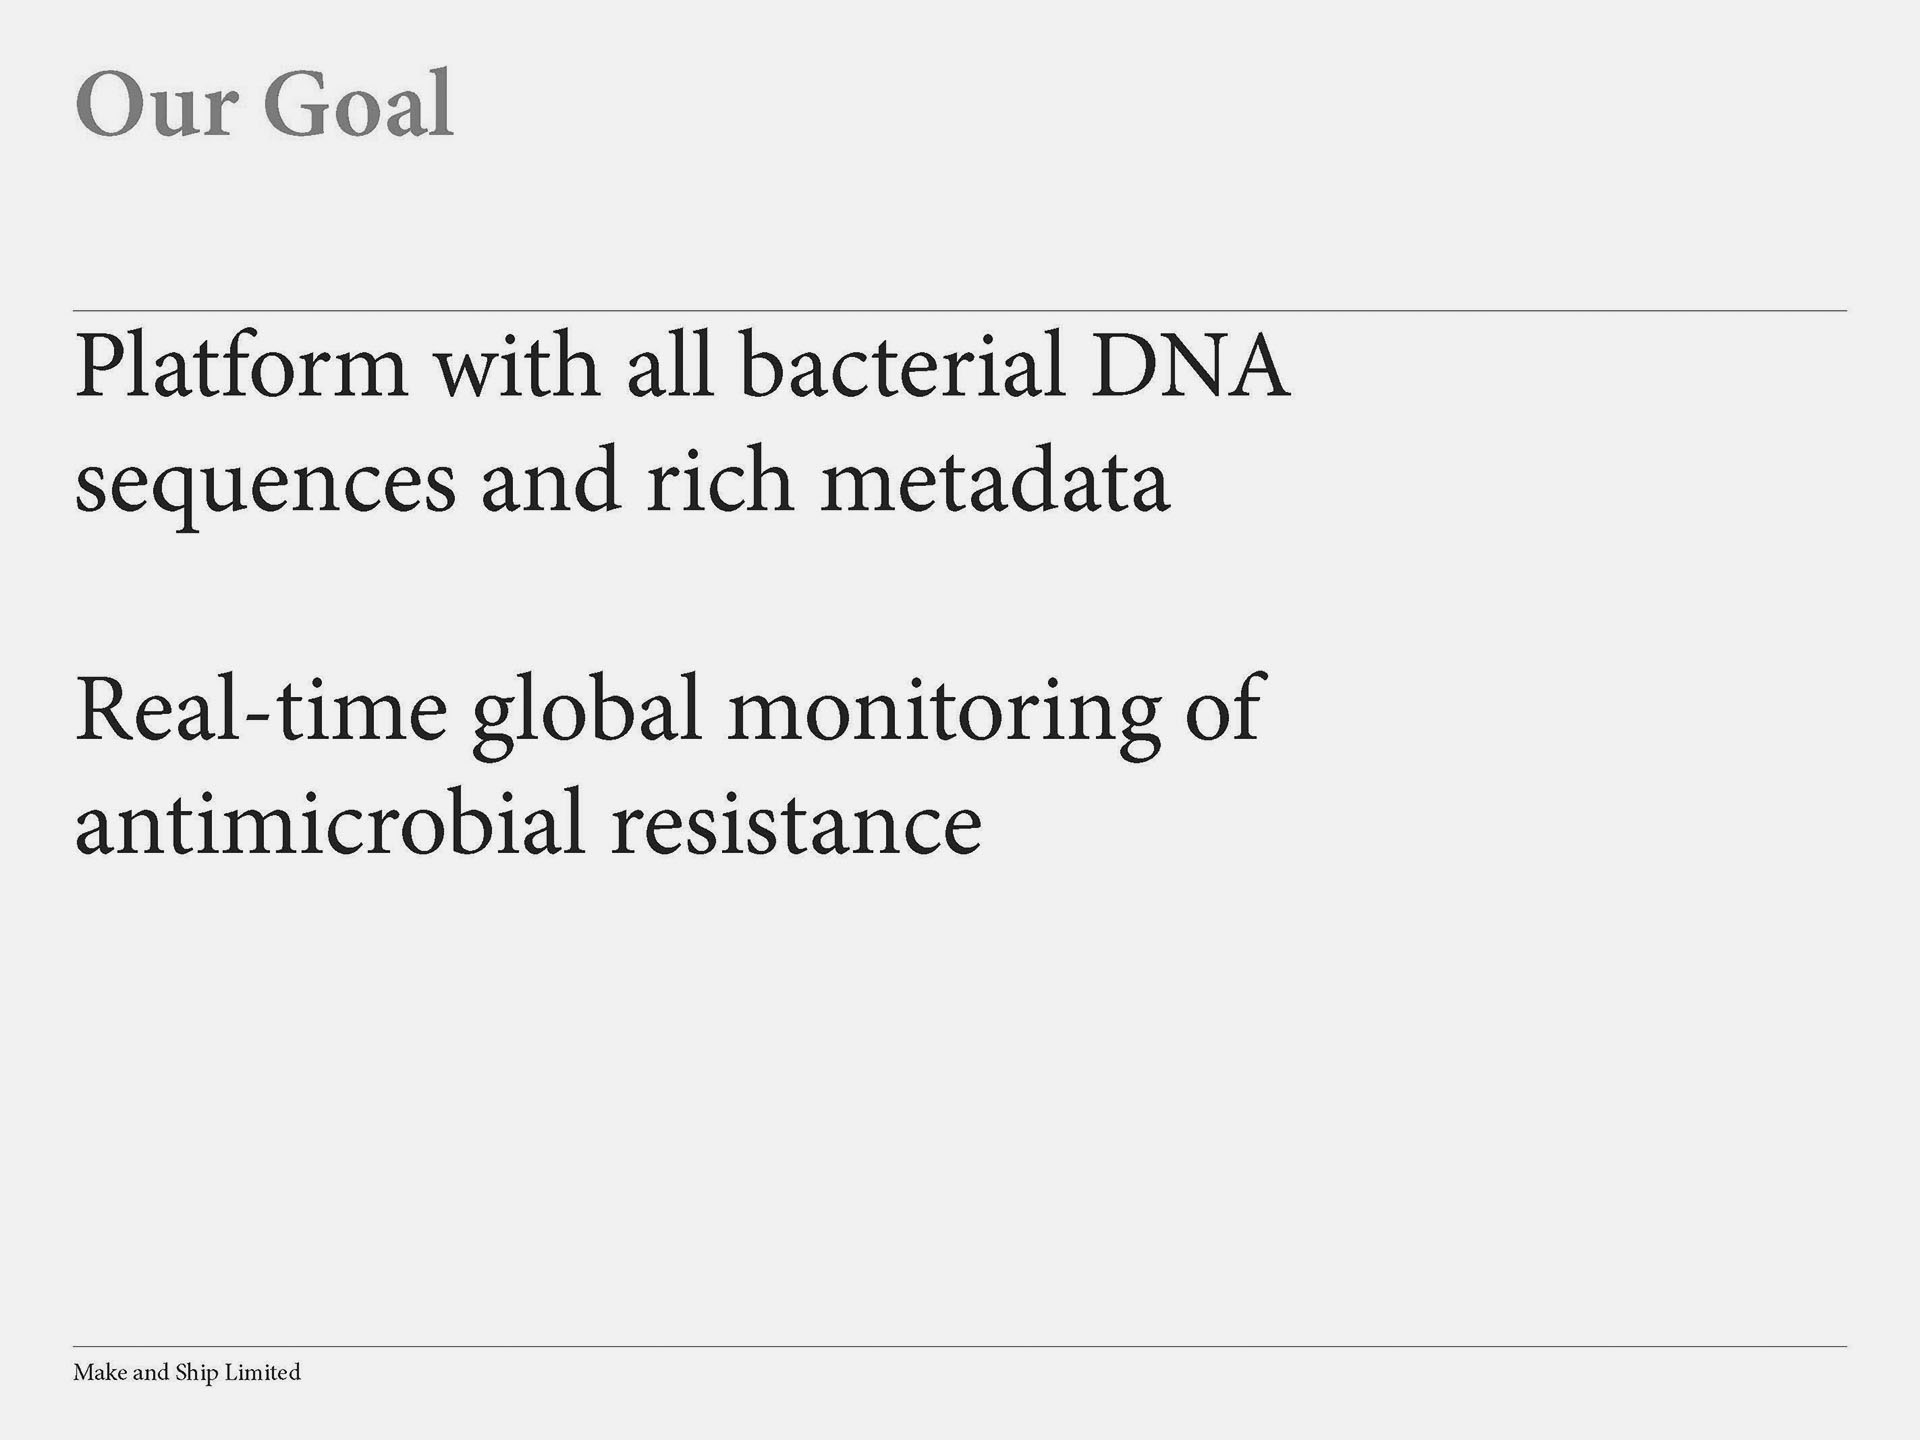 Our Goal
Platform with all bacterial DNA
sequences and rich metadata
Real-time global monitoring of
antimicrobial resistance
Make and Ship Limited